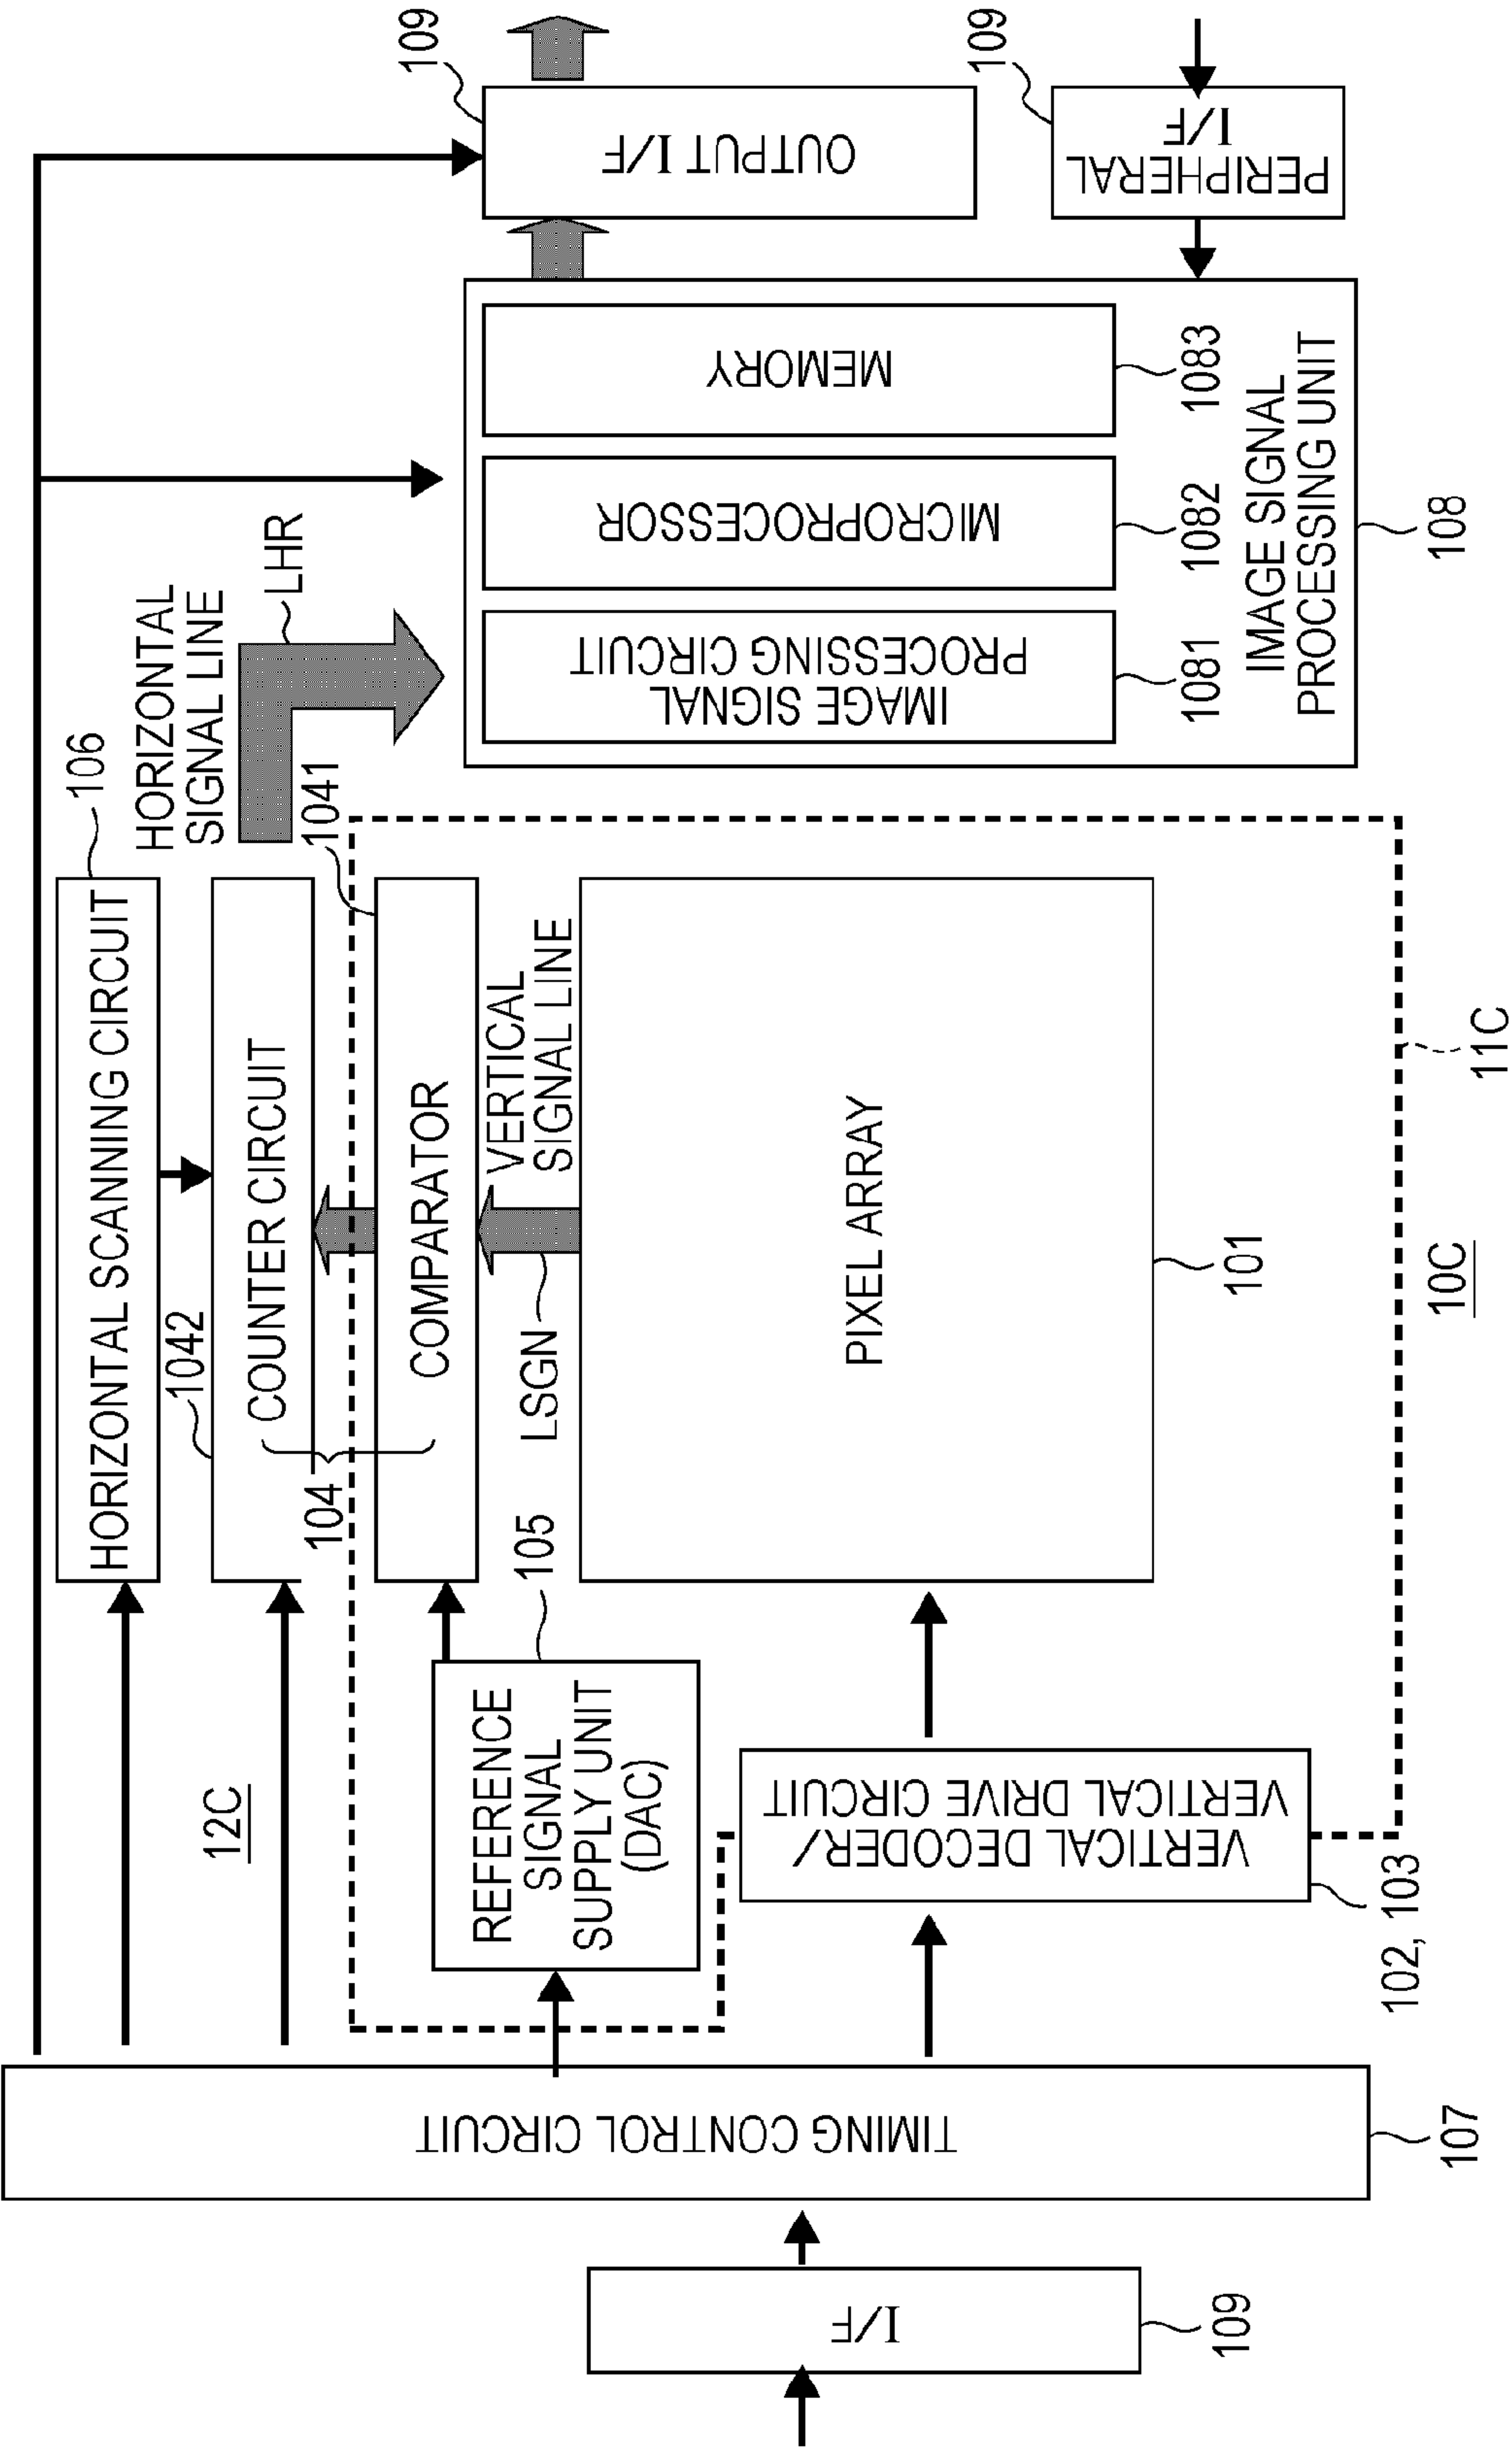 I/F
109
TIMING CONTROL CIRCUIT
107
12C
HORIZONTAL SCANNING CIRCUIT
106
COUNTER CIRCUIT
1042
104
COMPARATOR
1041
HORIZONTAL
SIGNAL LINE
LHR
VERTICAL
SIGNAL LINE
LSGN
REFERENCE
SIGNAL
SUPPLY UNIT
(DAC)
105
VERTICAL DECODER/
VERTICAL DRIVE CIRCUIT
102, 103
PIXEL ARRAY
101
10C
11C
IMAGE SIGNAL
PROCESSING CIRCUIT
1081
MICROPROCESSOR
1082
MEMORY
1083
IMAGE SIGNAL
PROCESSING UNIT
108
OUTPUT I/F
109
PERIPHERAL
I/F
109